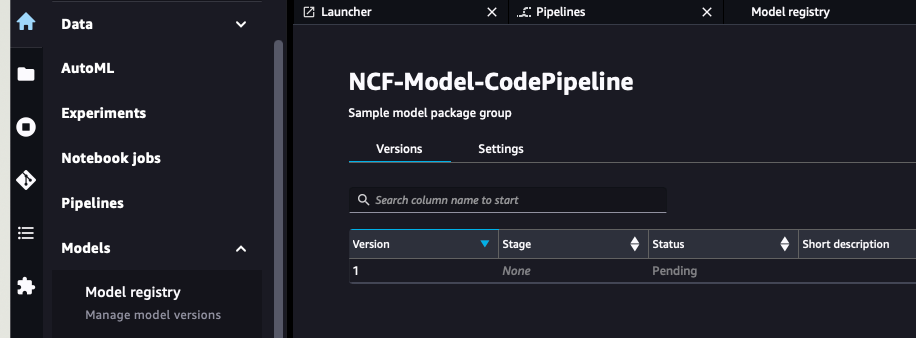 Launcher
Pipelines
Model registry
Data
AutoML
Experiments
Notebook jobs
Pipelines
Models
Model registry
Manage model versions
NCF-Model-CodePipeline
Sample model package group
Versions Settings
Search column name to start
Version Stage Status Short description
1 None Pending